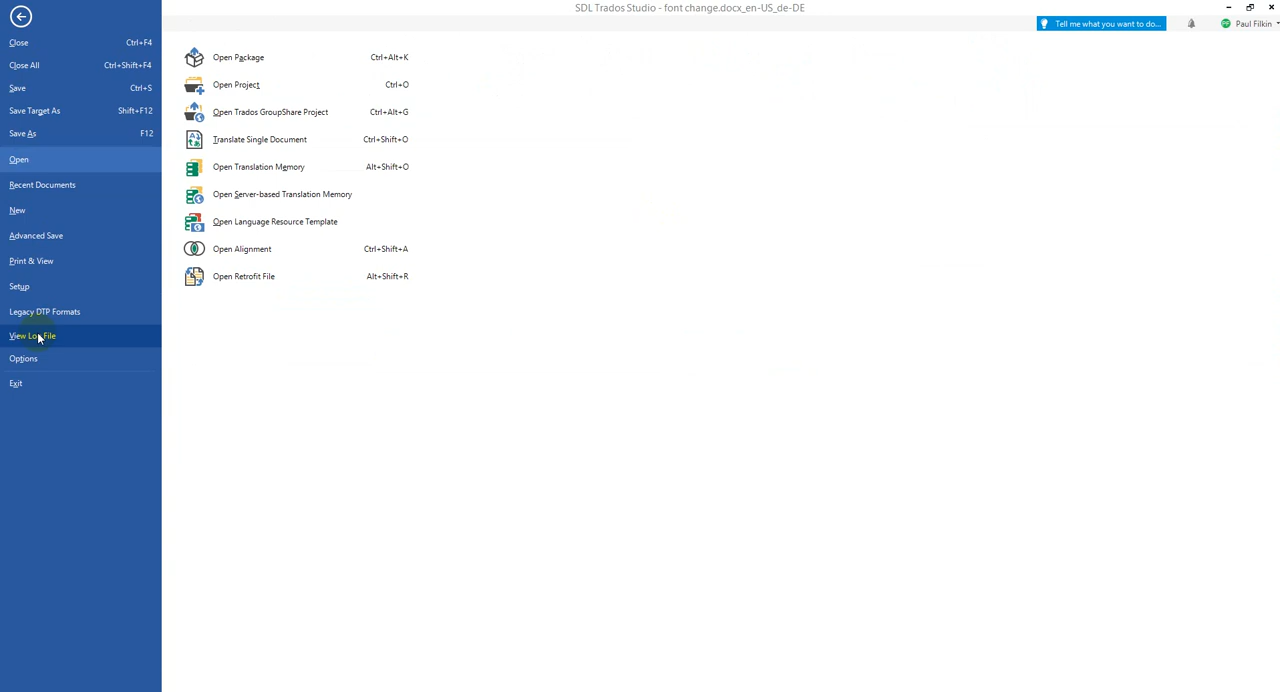 SDL Trados Studio - font change.docx_en-US_de-DE
Tell me what you want to do...
PF Paul Filkin
Close Ctrl+F4
Close All Ctrl+Shift+F4
Save Ctrl+S
Save Target As Shift+F12
Save As F12
Open
Recent Documents
New
Advanced Save
Print & View
Setup
Legacy DTP Formats
View Log File
Options
Exit
Open Package Ctrl+Alt+K
Open Project Ctrl+O
Open Trados GroupShare Project Ctrl+Alt+G
Translate Single Document Ctrl+Shift+O
Open Translation Memory Alt+Shift+O
Open Server-based Translation Memory
Open Language Resource Template
Open Alignment Ctrl+Shift+A
Open Retrofit File Alt+Shift+R